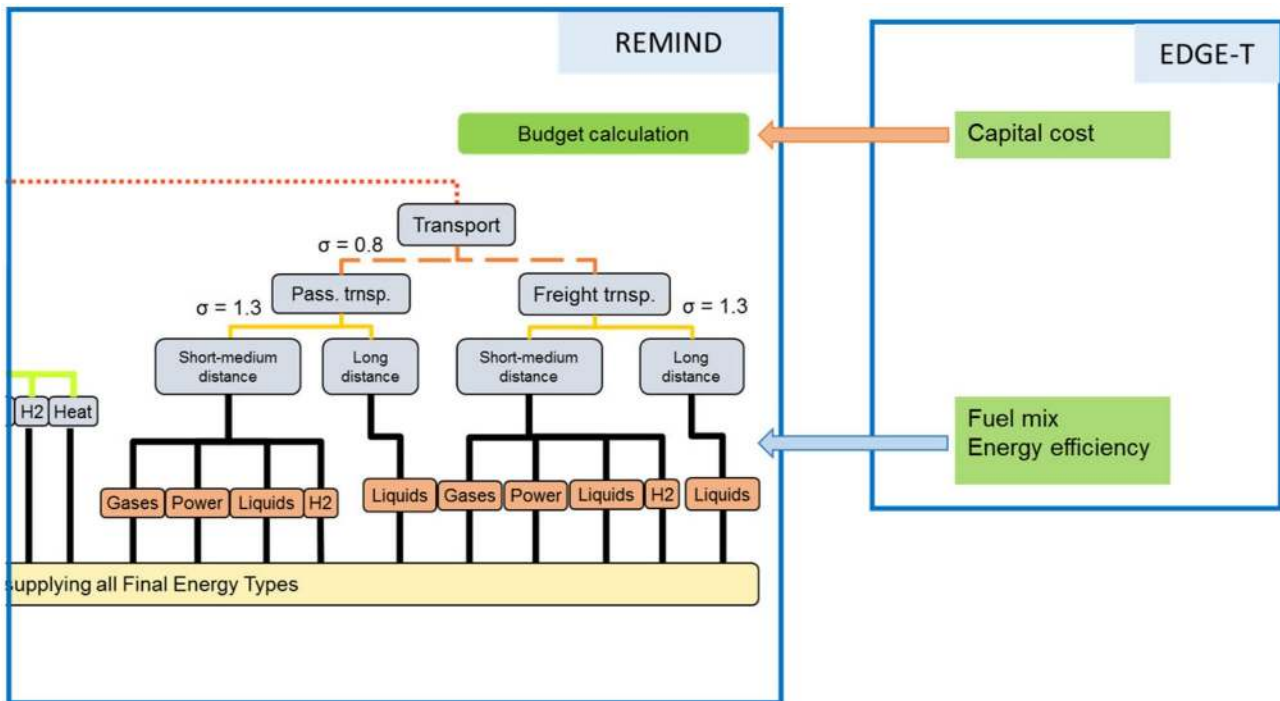 REMIND
EDGE-T
Budget calculation
Capital cost
Transport
σ = 0.8
Pass. trnsp.
Freight trnsp.
σ = 1.3
σ = 1.3
Short-medium
distance
Long
distance
Short-medium
distance
Long
distance
H2
Heat
Fuel mix
Energy efficiency
Gases
Power
Liquids
H2
Liquids
Gases
Power
Liquids
H2
Liquids
supplying all Final Energy Types